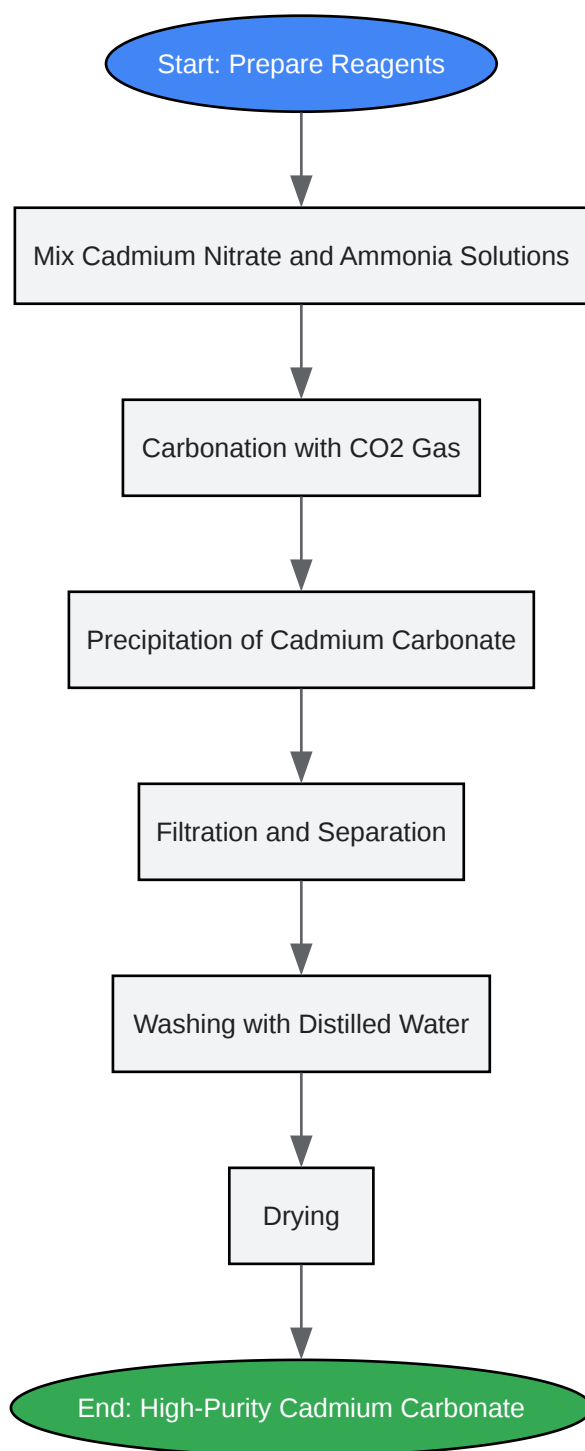 Start: Prepare Reagents
Mix Cadmium Nitrate and Ammonia Solutions
Carbonation with CO2 Gas
Precipitation of Cadmium Carbonate
Filtration and Separation
Washing with Distilled Water
Drying
End: High-Purity Cadmium Carbonate